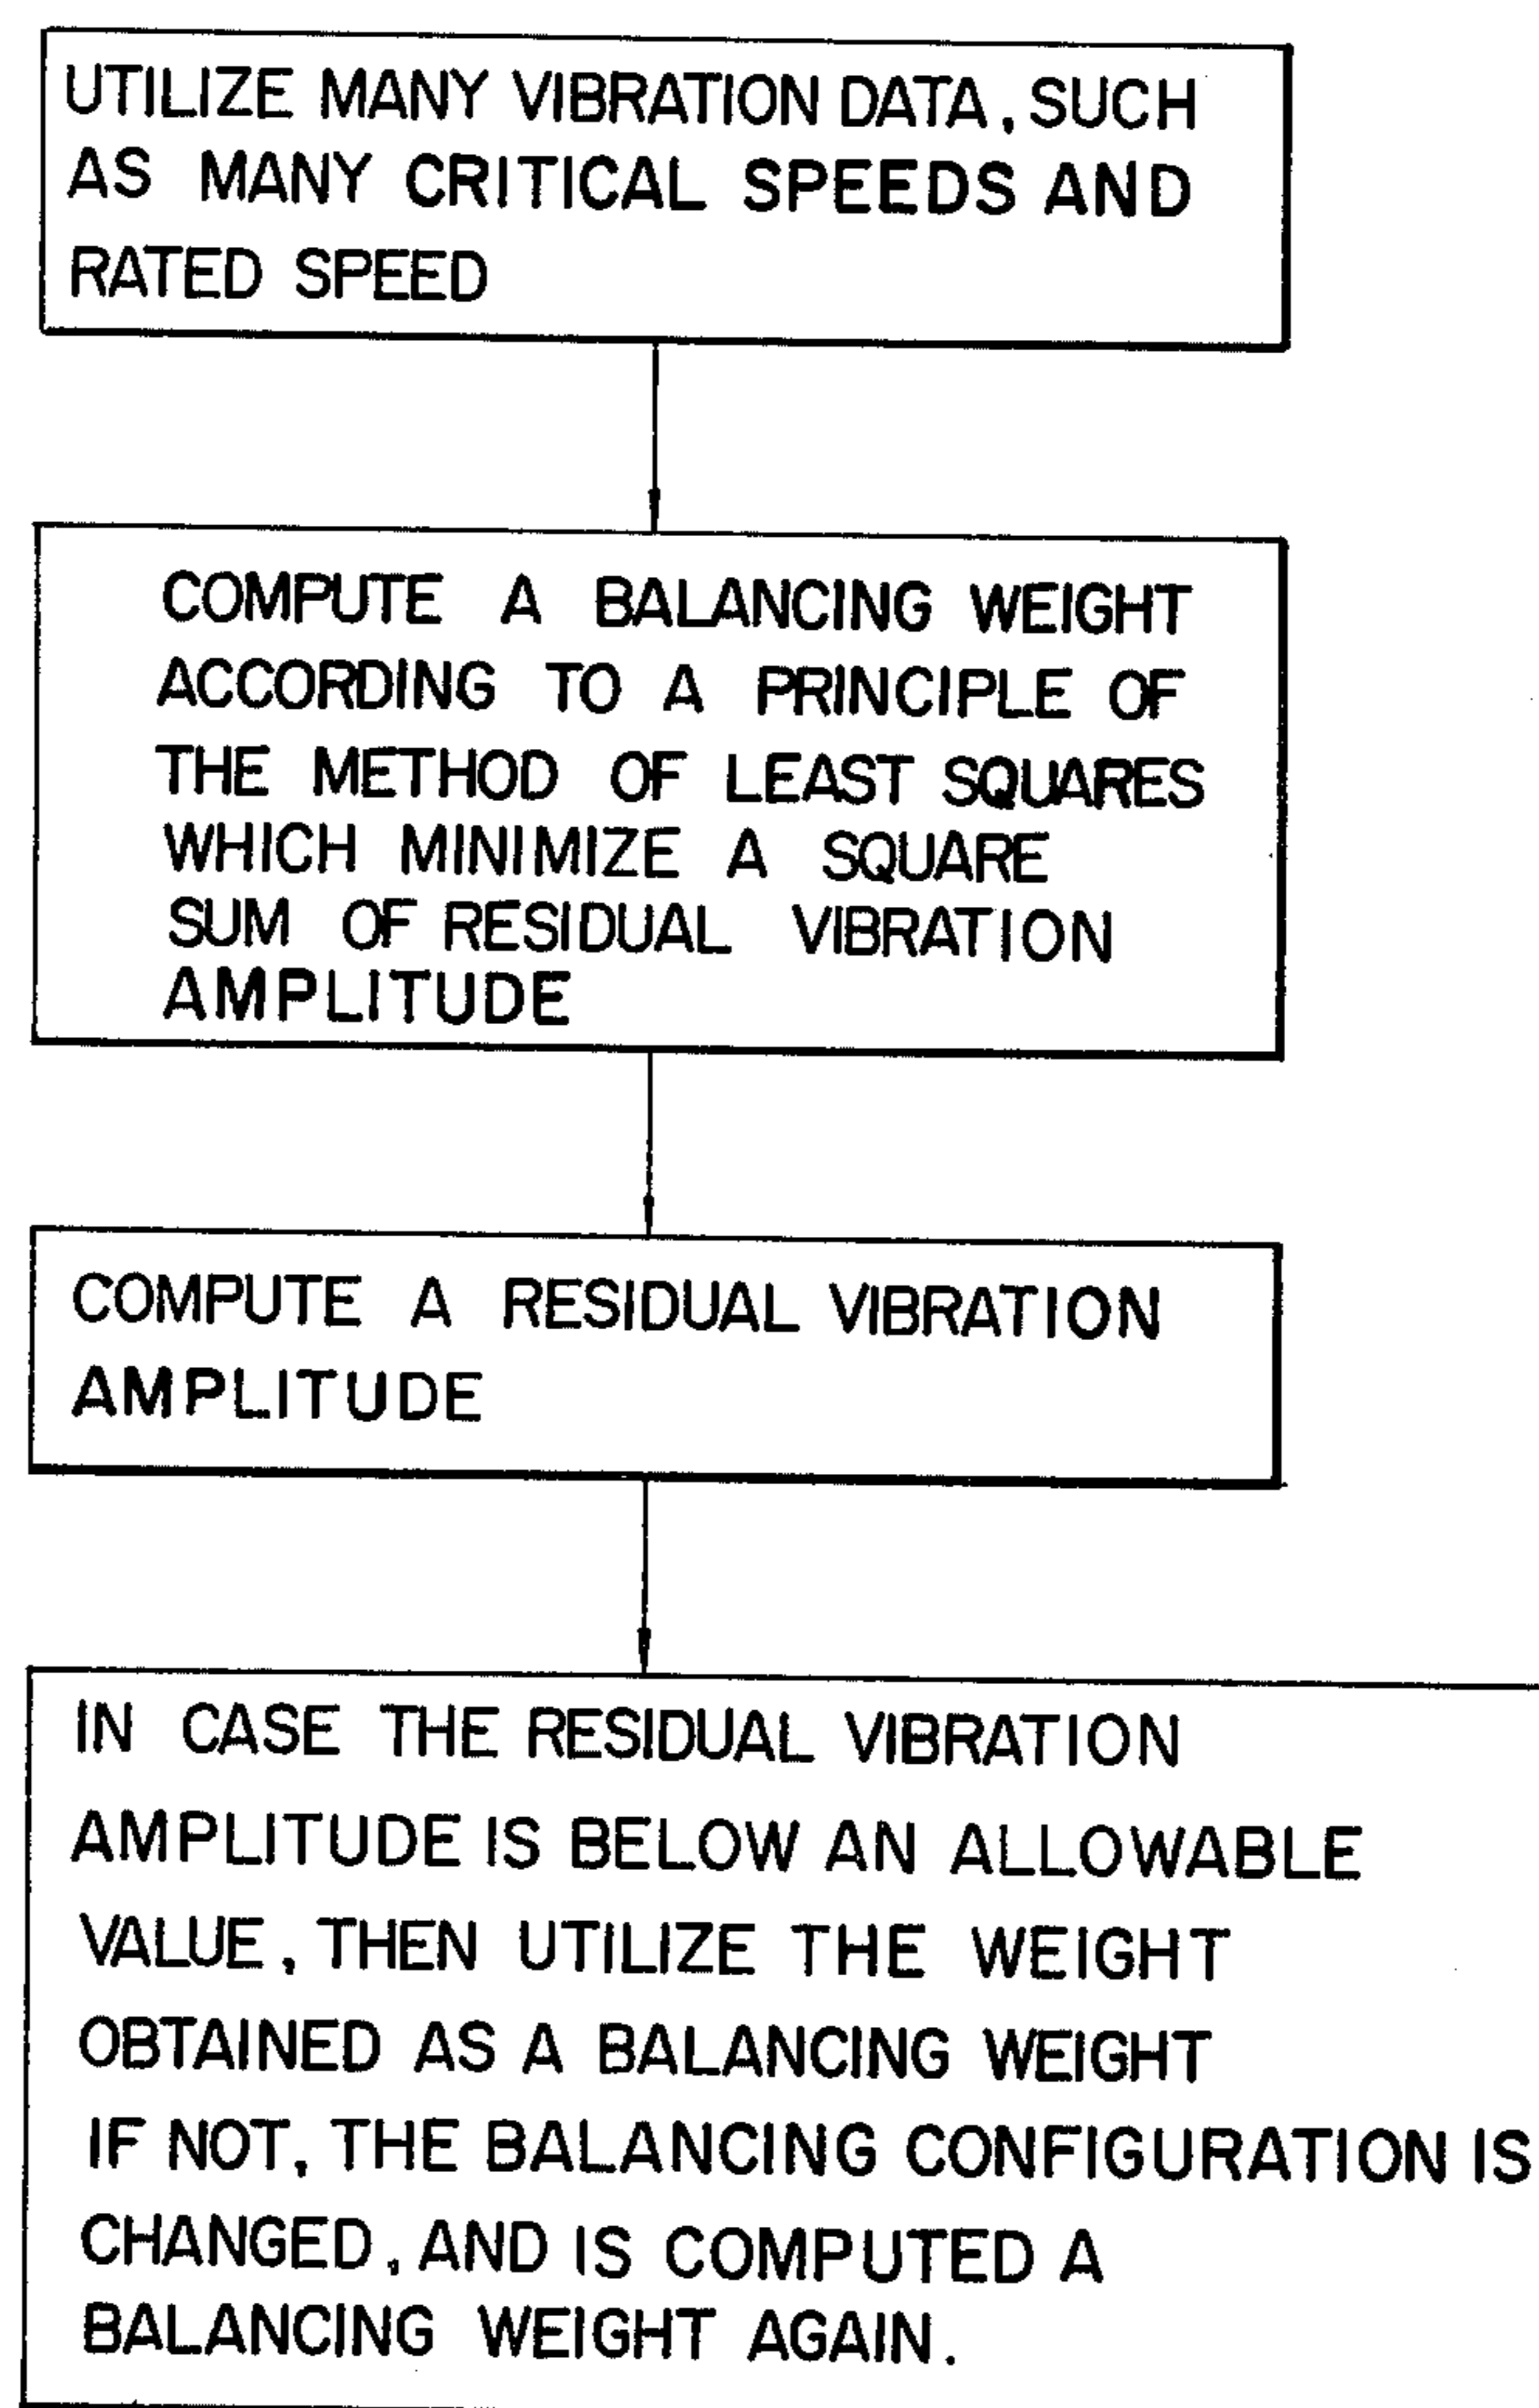 UTILIZE MANY VIBRATION DATA, SUCH
AS MANY CRITICAL SPEEDS AND
RATED SPEED
COMPUTE A BALANCING WEIGHT
ACCORDING TO A PRINCIPLE OF
THE METHOD OF LEAST SQUARES
WHICH MINIMIZE A SQUARE
SUM OF RESIDUAL VIBRATION
AMPLITUDE
COMPUTE A RESIDUAL VIBRATION
AMPLITUDE
IN CASE THE RESIDUAL VIBRATION
AMPLITUDE IS BELOW AN ALLOWABLE
VALUE, THEN UTILIZE THE WEIGHT
OBTAINED AS A BALANCING WEIGHT
IF NOT, THE BALANCING CONFIGURATION IS
CHANGED, AND IS COMPUTED A
BALANCING WEIGHT AGAIN.